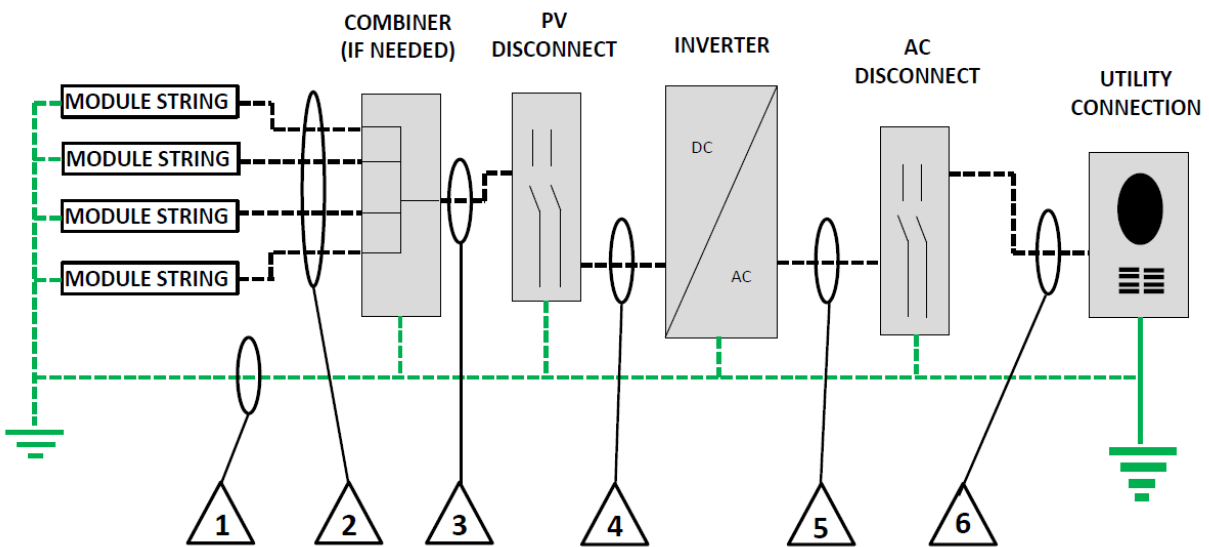 COMBINER
(IF NEEDED)
PV
DISCONNECT
INVERTER
AC
DISCONNECT
UTILITY
CONNECTION
MODULE STRING
MODULE STRING
MODULE STRING
MODULE STRING
DC
AC
1
2
3
4
5
6